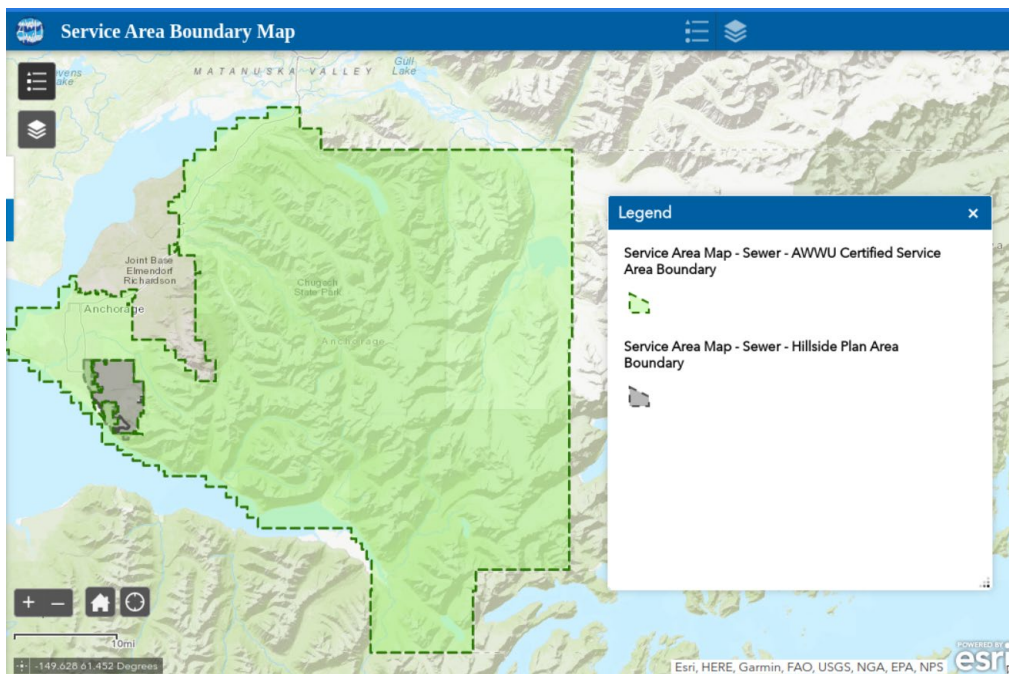 Service Area Boundary Map
MATANUSKA VALLEY
Gull
Lake
Joint Base
Elmendorf
Richardson
Anchorage
Chugach
State Park
Anchorage
Legend
×
Service Area Map - Sewer - AWWU Certified Service
Area Boundary
Service Area Map - Sewer - Hillside Plan Area
Boundary
+
–
10mi
-149.628 61.452 Degrees
Esri, HERE, Garmin, FAO, USGS, NGA, EPA, NPS
POWERED BY
esri